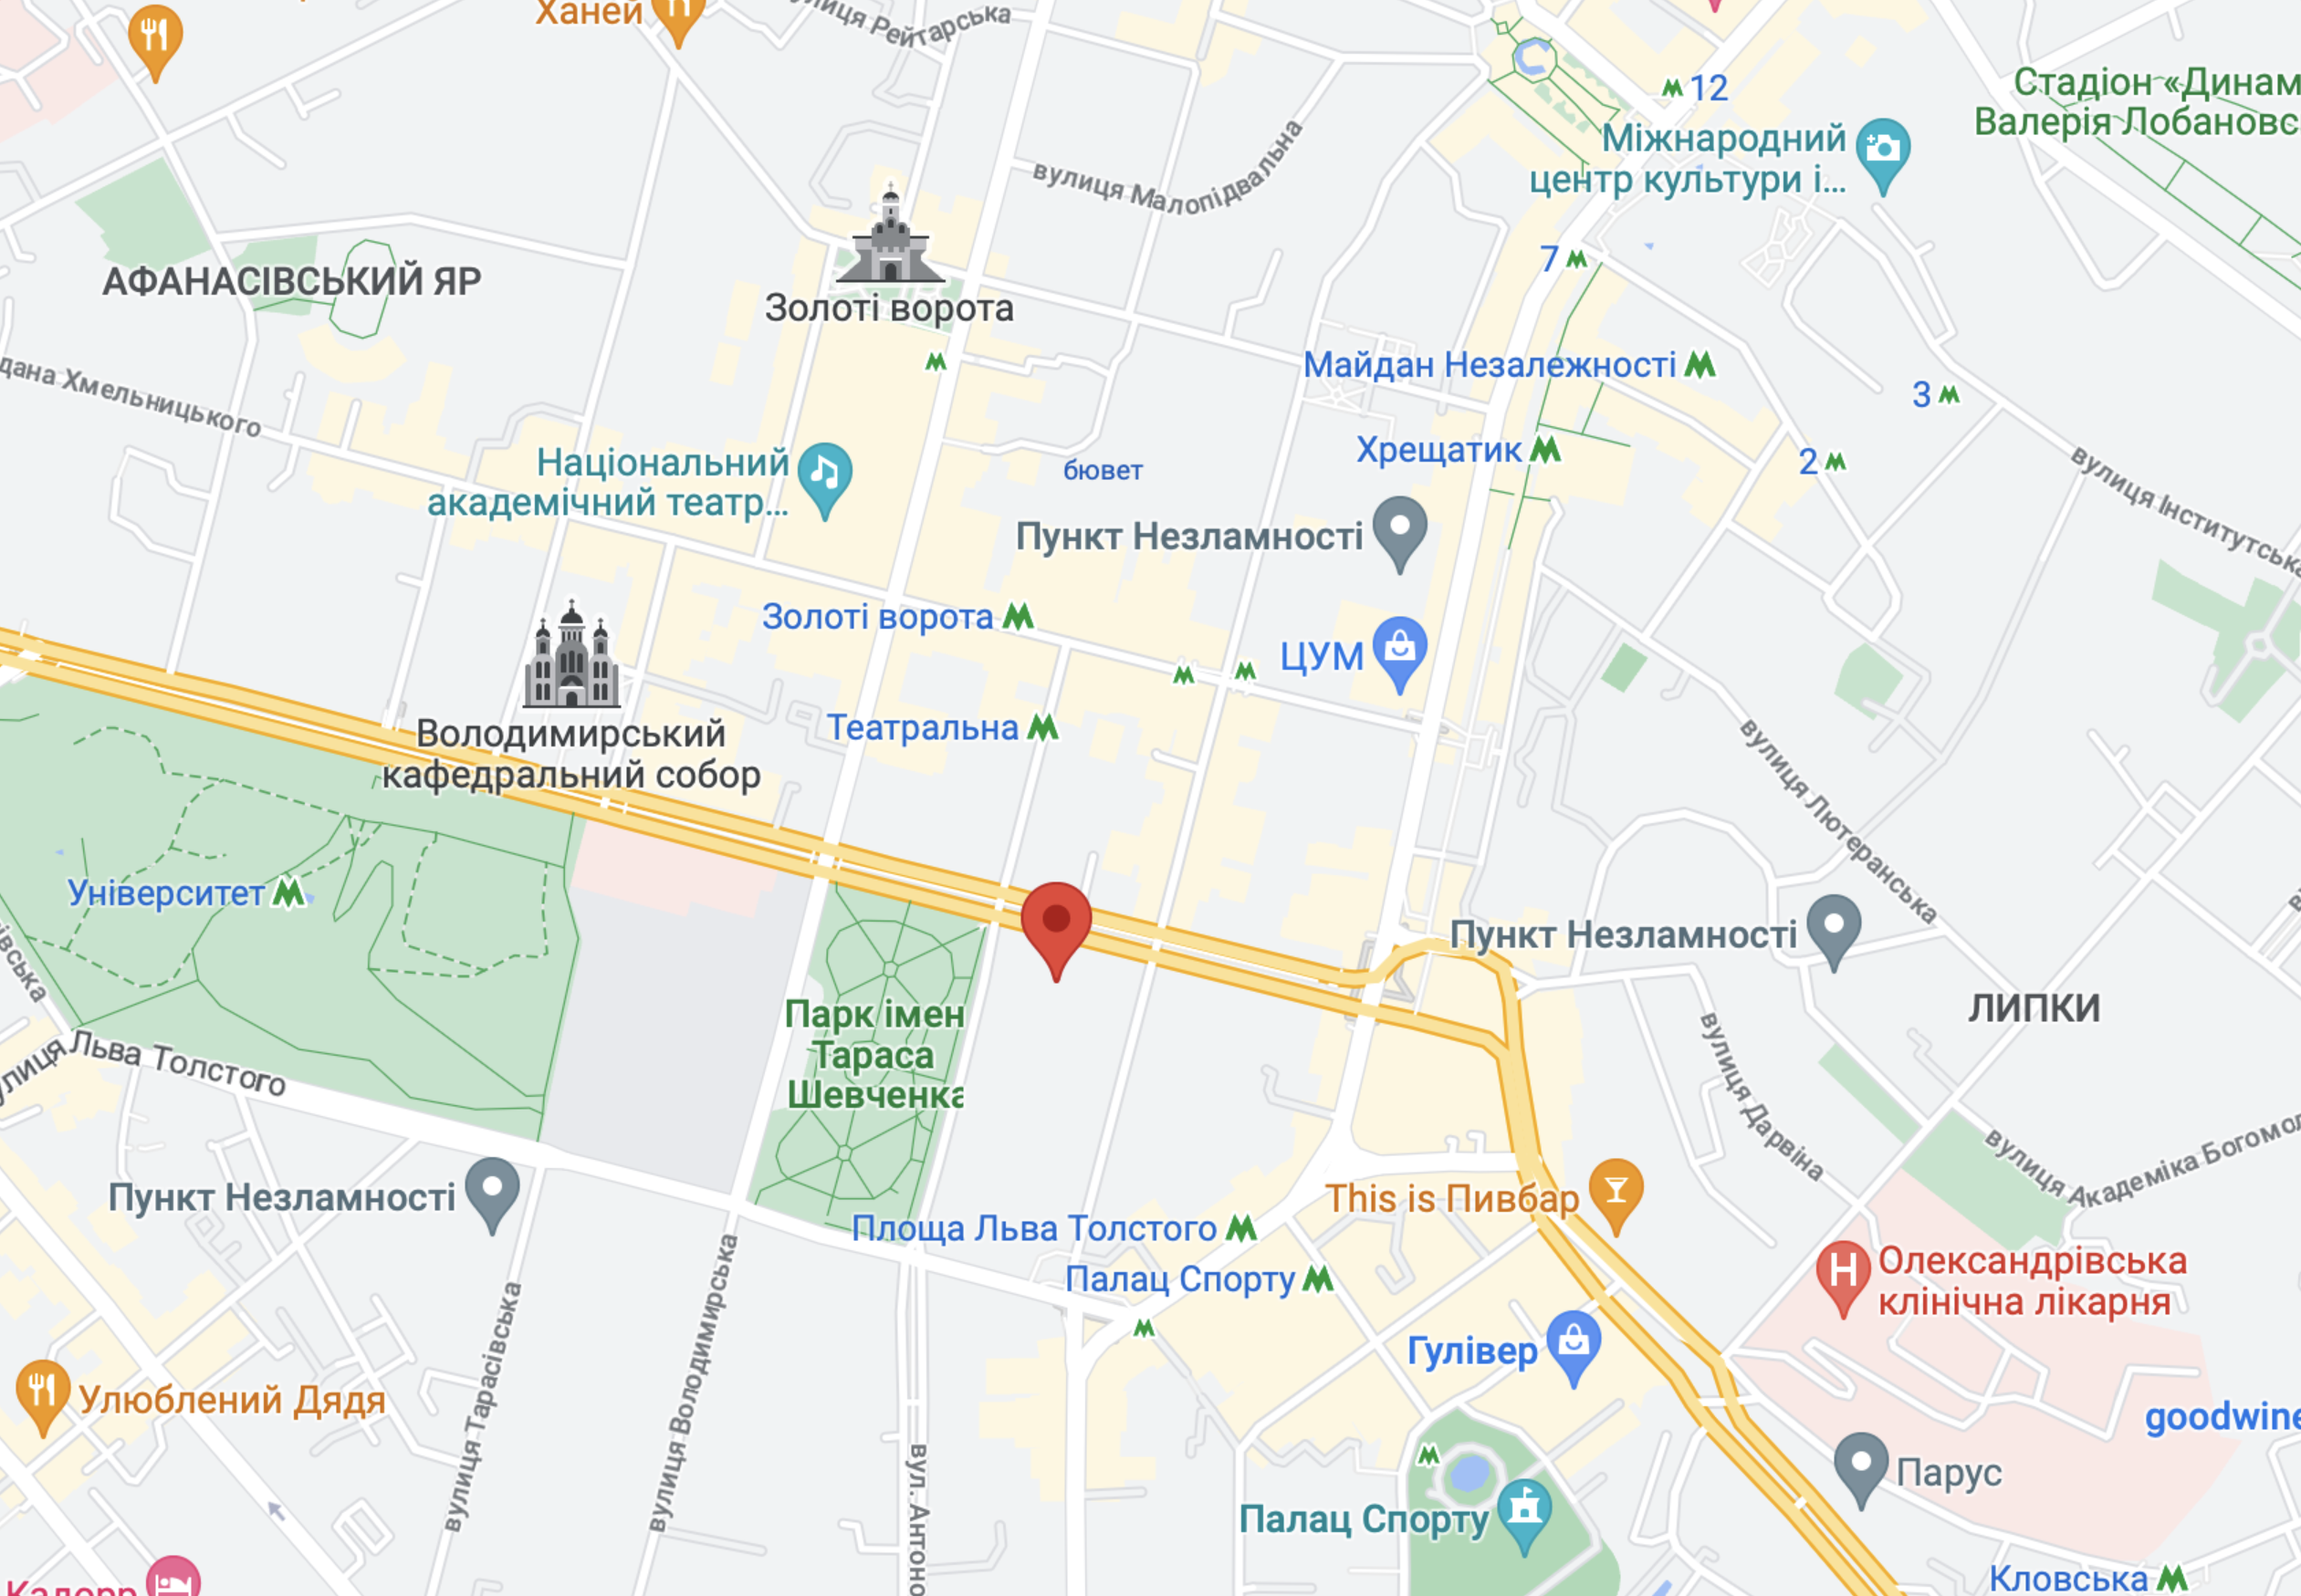 Ханей
вулиця Рейтарська
12
Стадіон «Динам
Валерія Лобановс
Міжнародний
центр культури і...
вулиця Малопідвальна
7
АФАНАСІВСЬКИЙ ЯР
Золоті ворота
Майдан Незалежності
3
дана Хмельницького
Хрещатик
2
Національний
академічний театр...
бювет
вулиця Інститутська
Пункт Незламності
Золоті ворота
ЦУМ
Театральна
Володимирський
кафедральний собор
вулиця Лютеранська
Університет
Пункт Незламності
івська
ЛИПКИ
Парк імен
Тараса
Шевченка
вулиця Дарвіна
улиця Льва Толстого
вулиця Академіка Богомол
Пункт Незламності
This is Пивбар
Площа Льва Толстого
Палац Спорту
Олександрівська
клінічна лікарня
вулиця Тарасівська
вулиця Володимирська
Гулівер
Улюблений Дядя
goodwine
вул. Антоно
Парус
Палац Спорту
Кловська